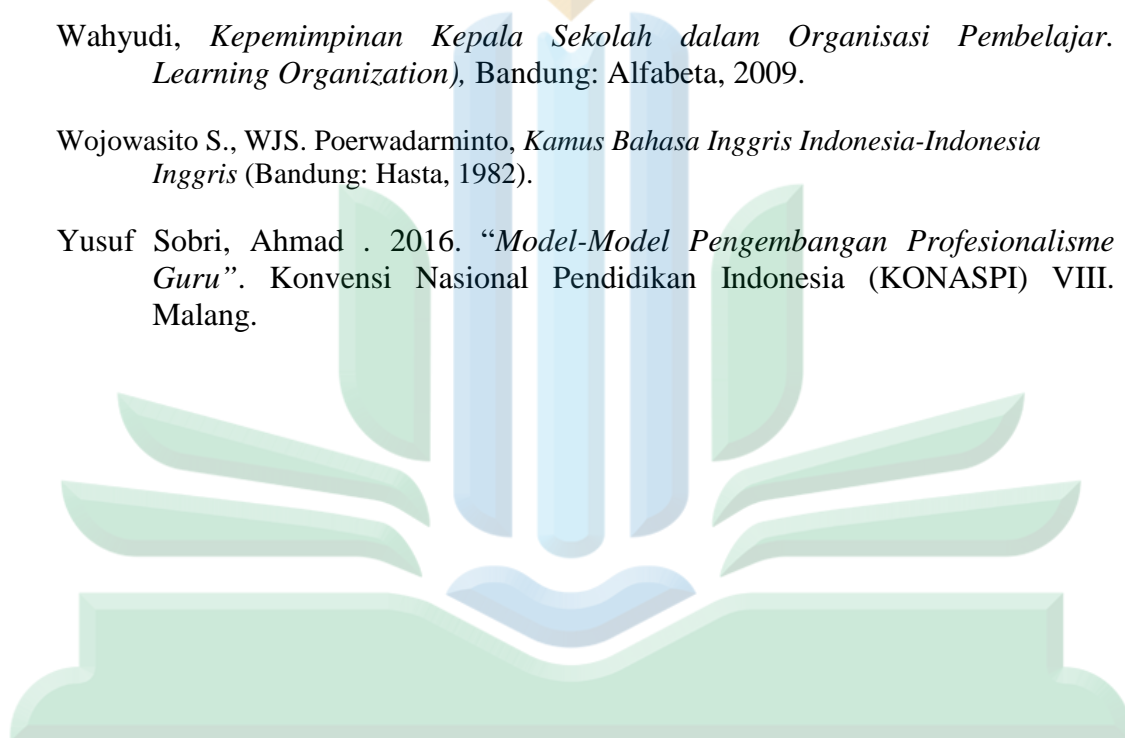 Wahyudi, Kepemimpinan Kepala Sekolah dalam Organisasi Pembelajar.
Learning Organization), Bandung: Alfabeta, 2009.
Wojowasito S., WJS. Poerwadarminto, Kamus Bahasa Inggris Indonesia-Indonesia
Inggris (Bandung: Hasta, 1982).
Yusuf Sobri, Ahmad . 2016. “Model-Model Pengembangan Profesionalisme
Guru”. Konvensi Nasional Pendidikan Indonesia (KONASPI) VIII.
Malang.